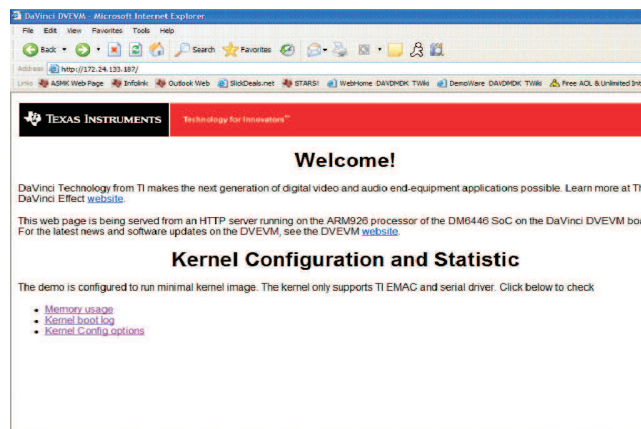 DaVinci DVEVM - Microsoft Internet Explorer
File Edit View Favorites Tools Help
Back Search Favorites
Address http://172.24.133.187/
Links ASMK Web Page Infolink Outlook Web SlickDeals.net STARS! WebHome DAVDMDK TWiki DemoWare DAVDMDK TWiki Free AOL & Unlimited Int
TEXAS INSTRUMENTS Technology for Innovators™
Welcome!
DaVinci Technology from TI makes the next generation of digital video and audio end-equipment applications possible. Learn more at Th
DaVinci Effect website.
This web page is being served from an HTTP server running on the ARM926 processor of the DM6446 SoC on the DaVinci DVEVM boa
For the latest news and software updates on the DVEVM, see the DVEVM website.
Kernel Configuration and Statistic
The demo is configured to run minimal kernel image. The kernel only supports TI EMAC and serial driver. Click below to check
• Memory usage
• Kernel boot log
• Kernel Config options